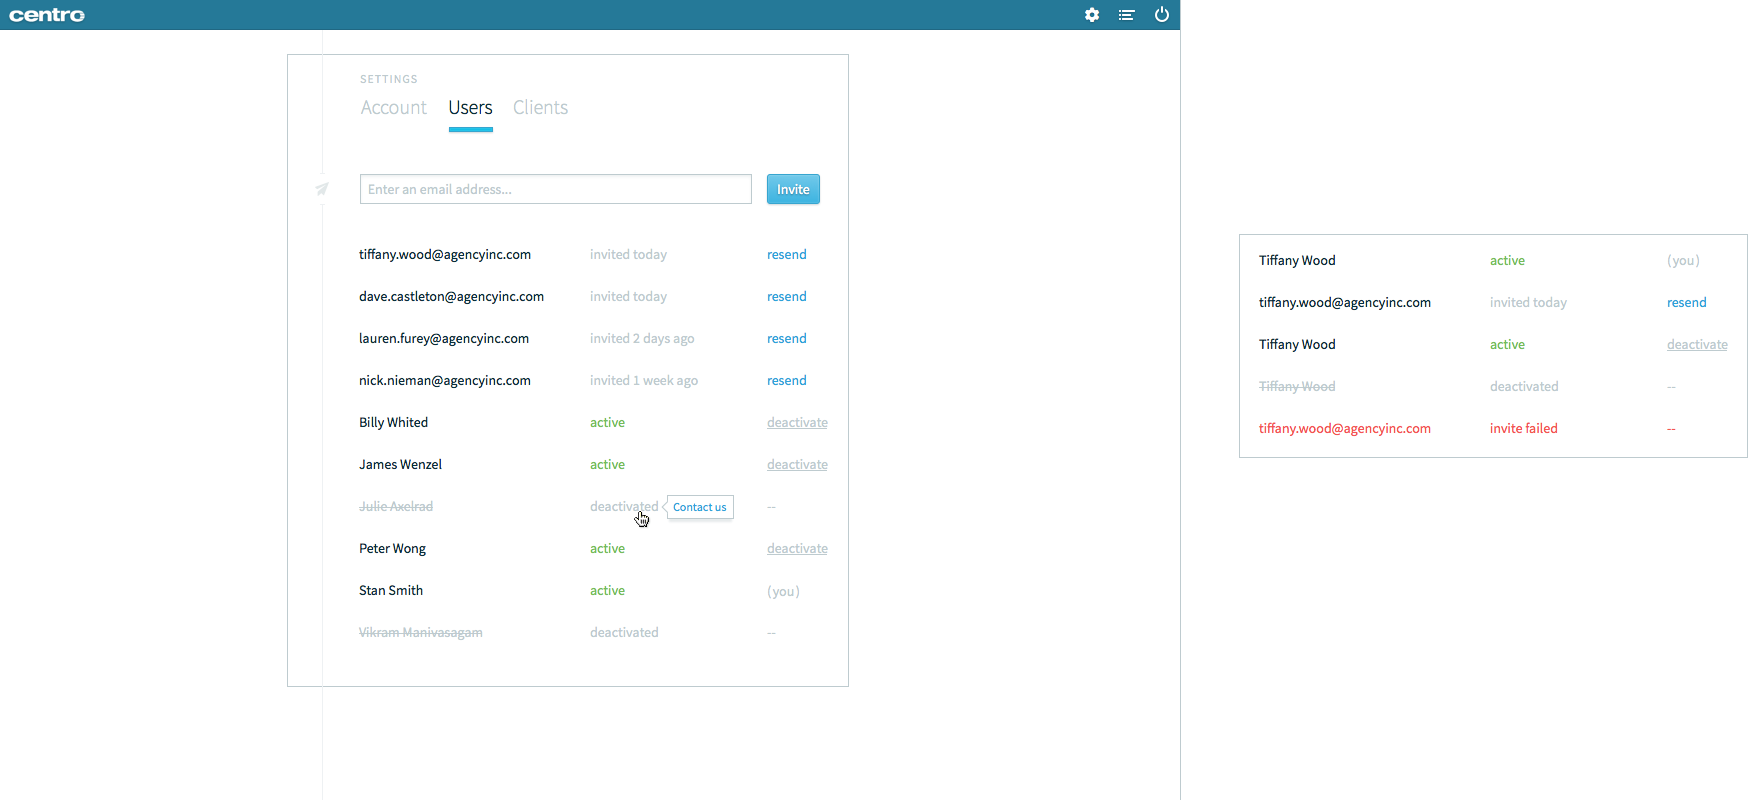 centro
SETTINGS
Account Users Clients
Enter an email address... Invite
tiffany.wood@agencyinc.com invited today resend
dave.castleton@agencyinc.com invited today resend
lauren.furey@agencyinc.com invited 2 days ago resend
nick.nieman@agencyinc.com invited 1 week ago resend
Billy Whited active deactivate
James Wenzel active deactivate
Julie Axelrad deactivated Contact us --
Peter Wong active deactivate
Stan Smith active (you)
Vikram Manivasagam deactivated --
Tiffany Wood active (you)
tiffany.wood@agencyinc.com invited today resend
Tiffany Wood active deactivate
Tiffany Wood deactivated --
tiffany.wood@agencyinc.com invite failed --